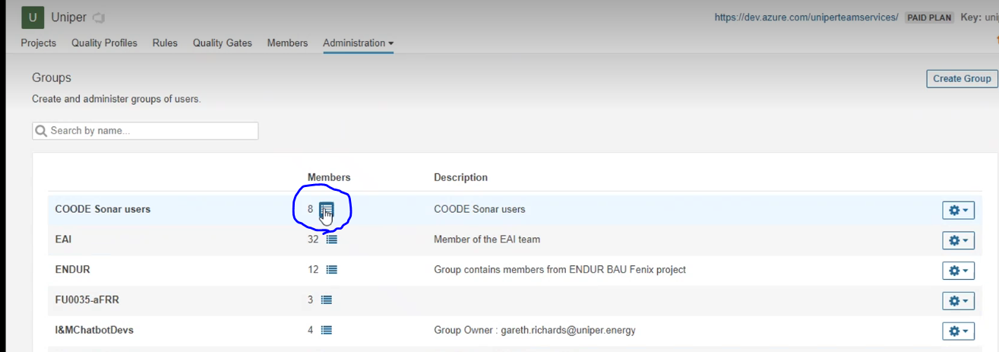 U Uniper https://dev.azure.com/uniperteamservices/ PAID PLAN Key: uni
Projects Quality Profiles Rules Quality Gates Members Administration
Groups
Create Group
Create and administer groups of users.
Search by name...
Members Description
COODE Sonar users 8 COODE Sonar users
EAI 32 Member of the EAI team
ENDUR 12 Group contains members from ENDUR BAU Fenix project
FU0035-aFRR 3
I&MChatbotDevs 4 Group Owner : gareth.richards@uniper.energy